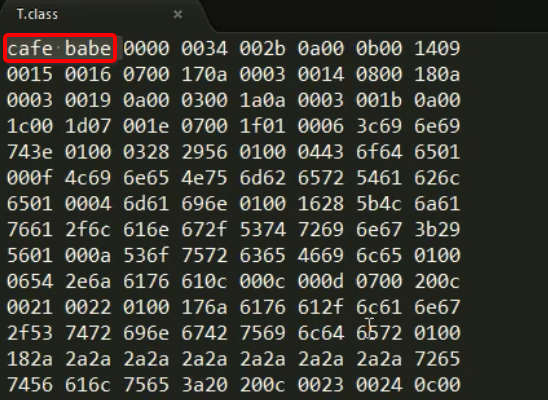 T.class ×
cafe babe 0000 0034 002b 0a00 0b00 1409
0015 0016 0700 170a 0003 0014 0800 180a
0003 0019 0a00 0300 1a0a 0003 001b 0a00
1c00 1d07 001e 0700 1f01 0006 3c69 6e69
743e 0100 0328 2956 0100 0443 6f64 6501
000f 4c69 6e65 4e75 6d62 6572 5461 626c
6501 0004 6d61 696e 0100 1628 5b4c 6a61
7661 2f6c 616e 672f 5374 7269 6e67 3b29
5601 000a 536f 7572 6365 4669 6c65 0100
0654 2e6a 6176 610c 000c 000d 0700 200c
0021 0022 0100 176a 6176 612f 6c61 6e67
2f53 7472 696e 6742 7569 6c64 6572 0100
182a 2a2a 2a2a 2a2a 2a2a 2a2a 2a2a 7265
7456 616c 7565 3a20 200c 0023 0024 0c00